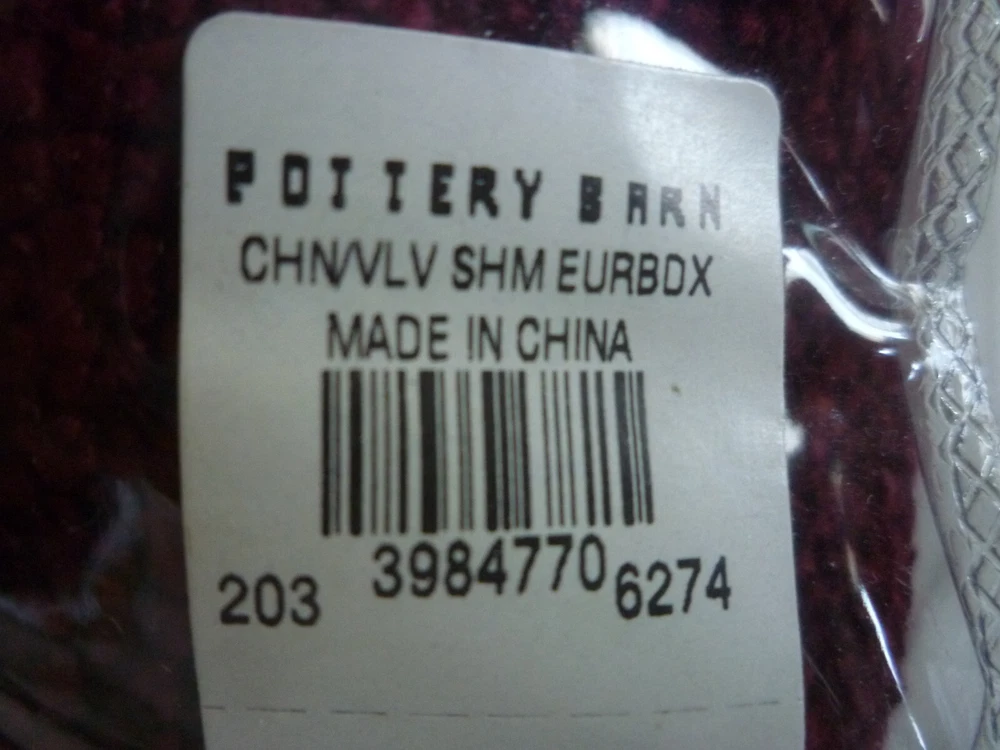 POTTERY BARN
CHN/VLV SHM EURBDX
MADE IN CHINA
3984770
203 6274